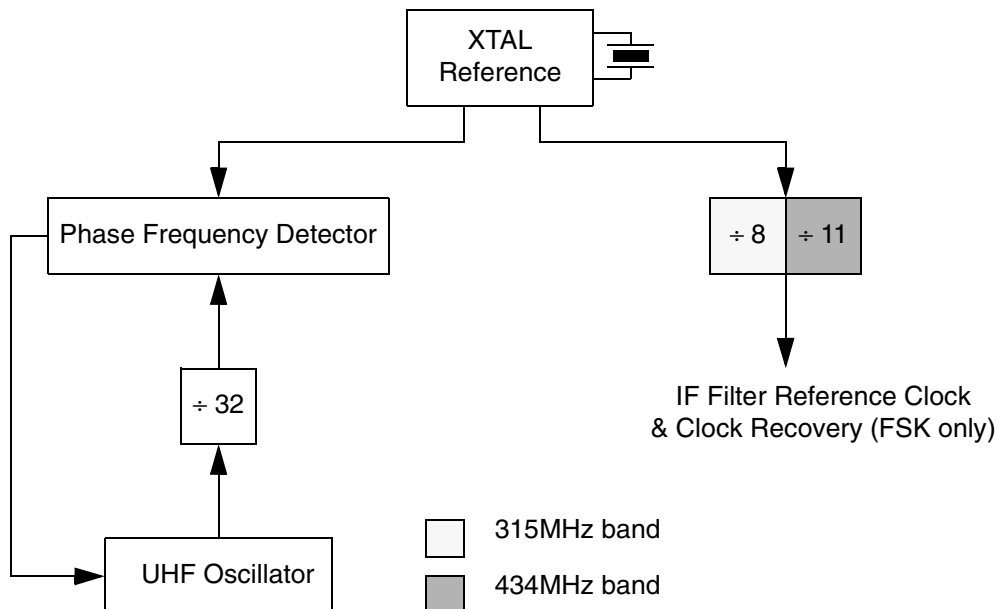 XTAL
Reference
Phase Frequency Detector
÷ 8
÷ 11
÷ 32
IF Filter Reference Clock
& Clock Recovery (FSK only)
315MHz band
UHF Oscillator
434MHz band